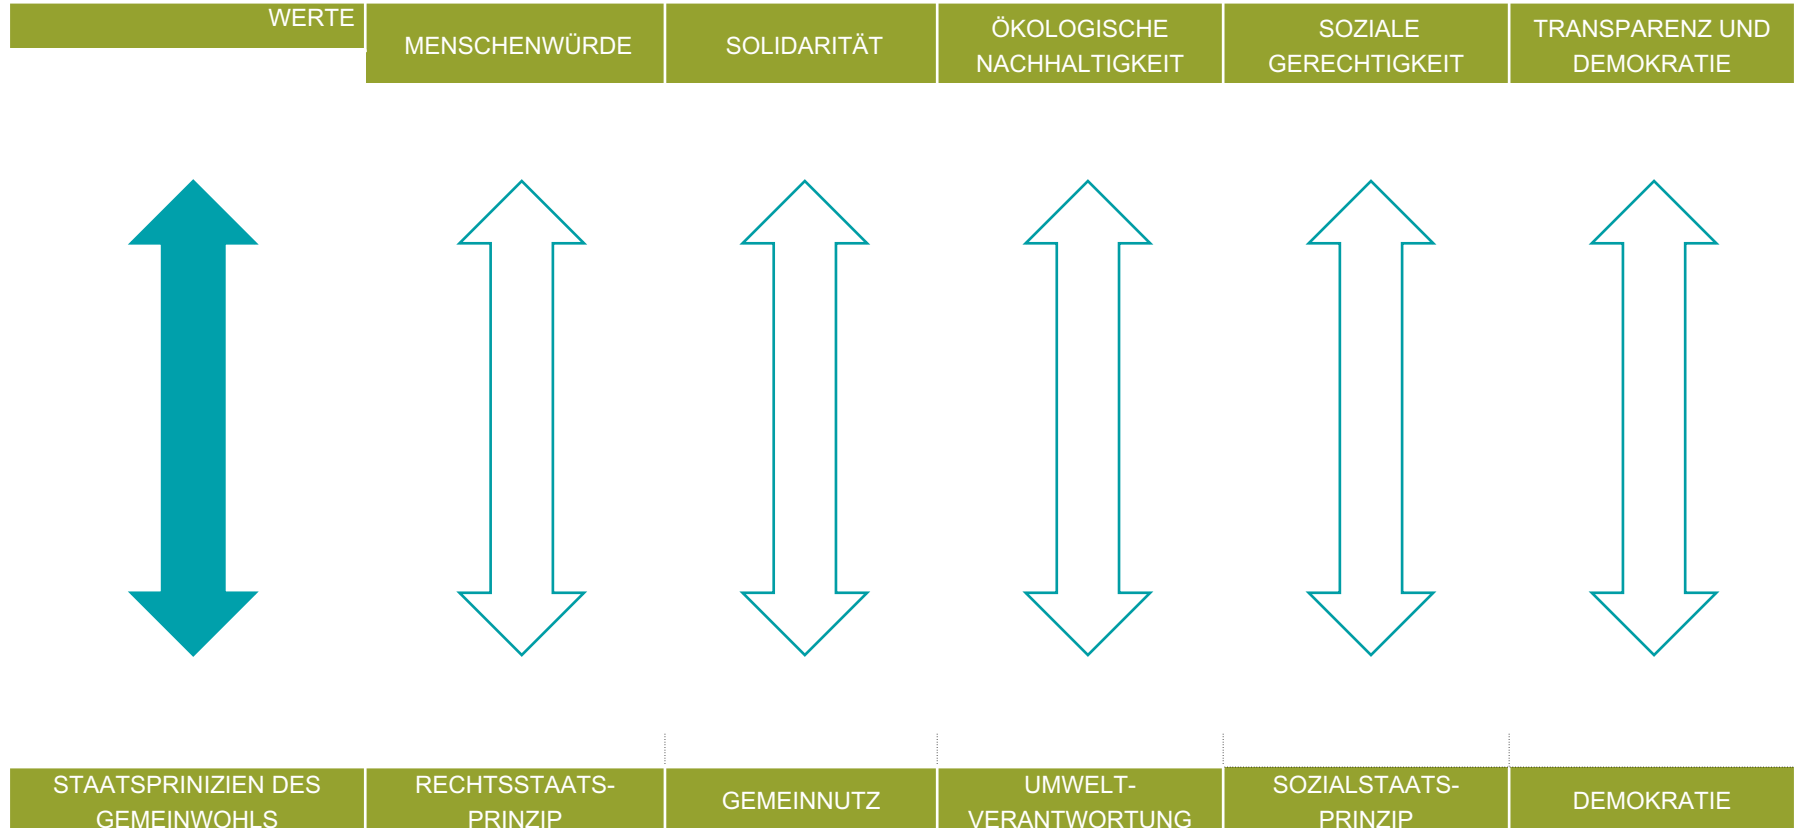 WERTE
MENSCHENWÜRDE
SOLIDARITÄT
ÖKOLOGISCHE
NACHHALTIGKEIT
SOZIALE
GERECHTIGKEIT
TRANSPARENZ UND
DEMOKRATIE
STAATSPRINIZIEN DES
GEMEINWOHLS
RECHTSSTAATS-
PRINZIP
GEMEINNUTZ
UMWELT-
VERANTWORTUNG
SOZIALSTAATS-
PRINZIP
DEMOKRATIE